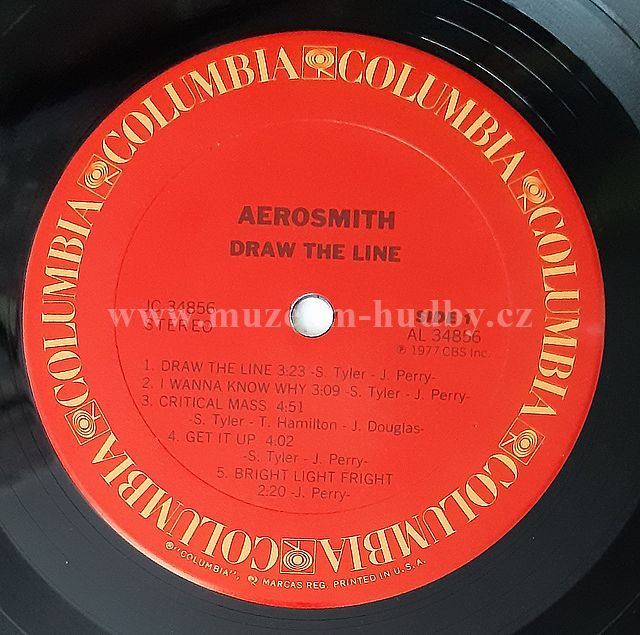 COLUMBIA COLUMBIA COLUMBIA COLUMBIA COLUMBIA COLUMBIA COLUMBIA COLUMBIA
AEROSMITH
DRAW THE LINE
JC 34856
STEREO
SIDE 1
AL 34856
℗ 1977 CBS Inc.
www.muzeum-hudby.cz
1. DRAW THE LINE 3:23 -S. Tyler - J. Perry-
2. I WANNA KNOW WHY 3:09 -S. Tyler - J. Perry-
3. CRITICAL MASS 4:51
-S. Tyler - T. Hamilton - J. Douglas-
4. GET IT UP 4:02
-S. Tyler - J. Perry-
5. BRIGHT LIGHT FRIGHT
2:20 -J. Perry-
®"COLUMBIA", MARCAS REG. PRINTED IN U.S.A.